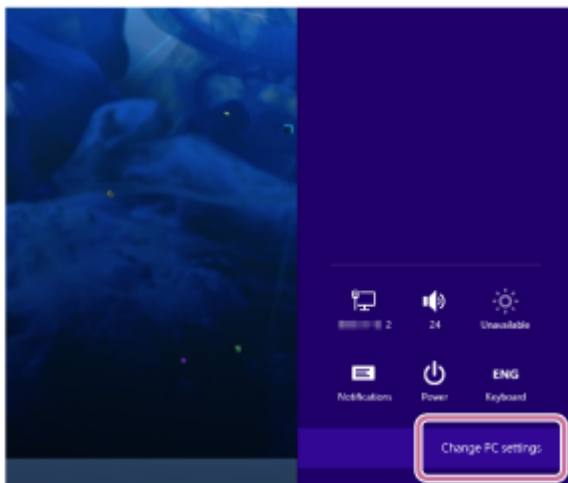 2
24
Unavailable
Notifications
Power
ENG
Keyboard
Change PC settings